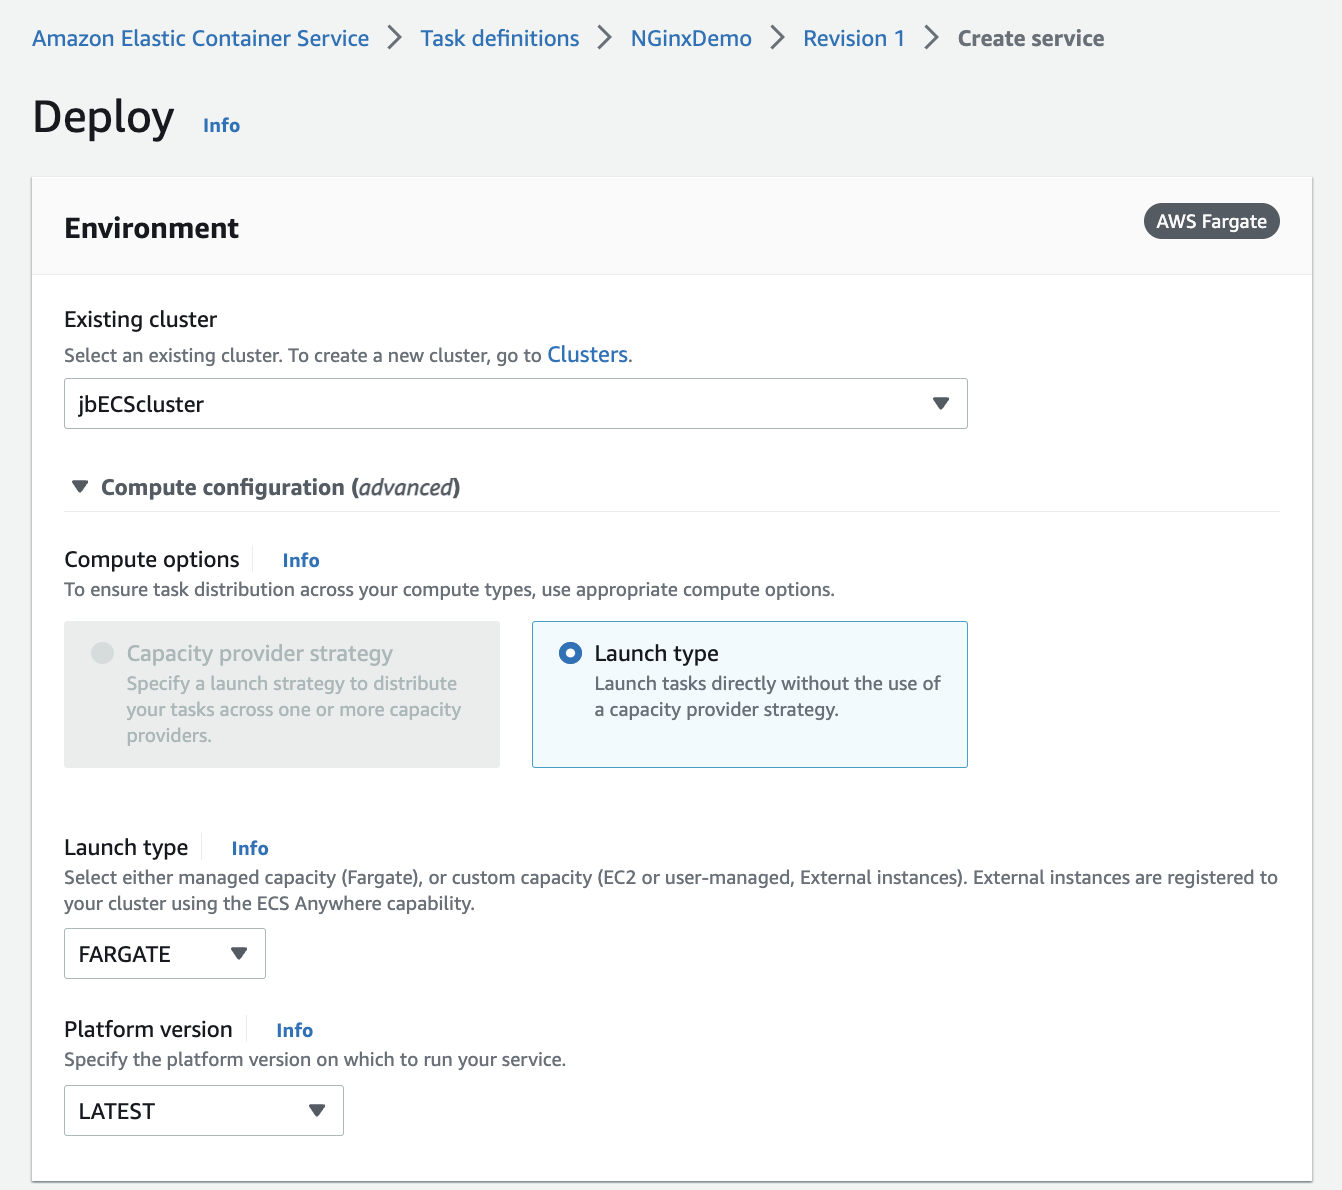 Amazon Elastic Container Service > Task definitions > NGinxDemo > Revision 1 > Create service
Deploy Info
Environment AWS Fargate
Existing cluster
Select an existing cluster. To create a new cluster, go to Clusters.
jbECScluster
Compute configuration (advanced)
Compute options Info
To ensure task distribution across your compute types, use appropriate compute options.
Capacity provider strategy
Specify a launch strategy to distribute
your tasks across one or more capacity
providers.
Launch type
Launch tasks directly without the use of
a capacity provider strategy.
Launch type Info
Select either managed capacity (Fargate), or custom capacity (EC2 or user-managed, External instances). External instances are registered to
your cluster using the ECS Anywhere capability.
FARGATE
Platform version Info
Specify the platform version on which to run your service.
LATEST